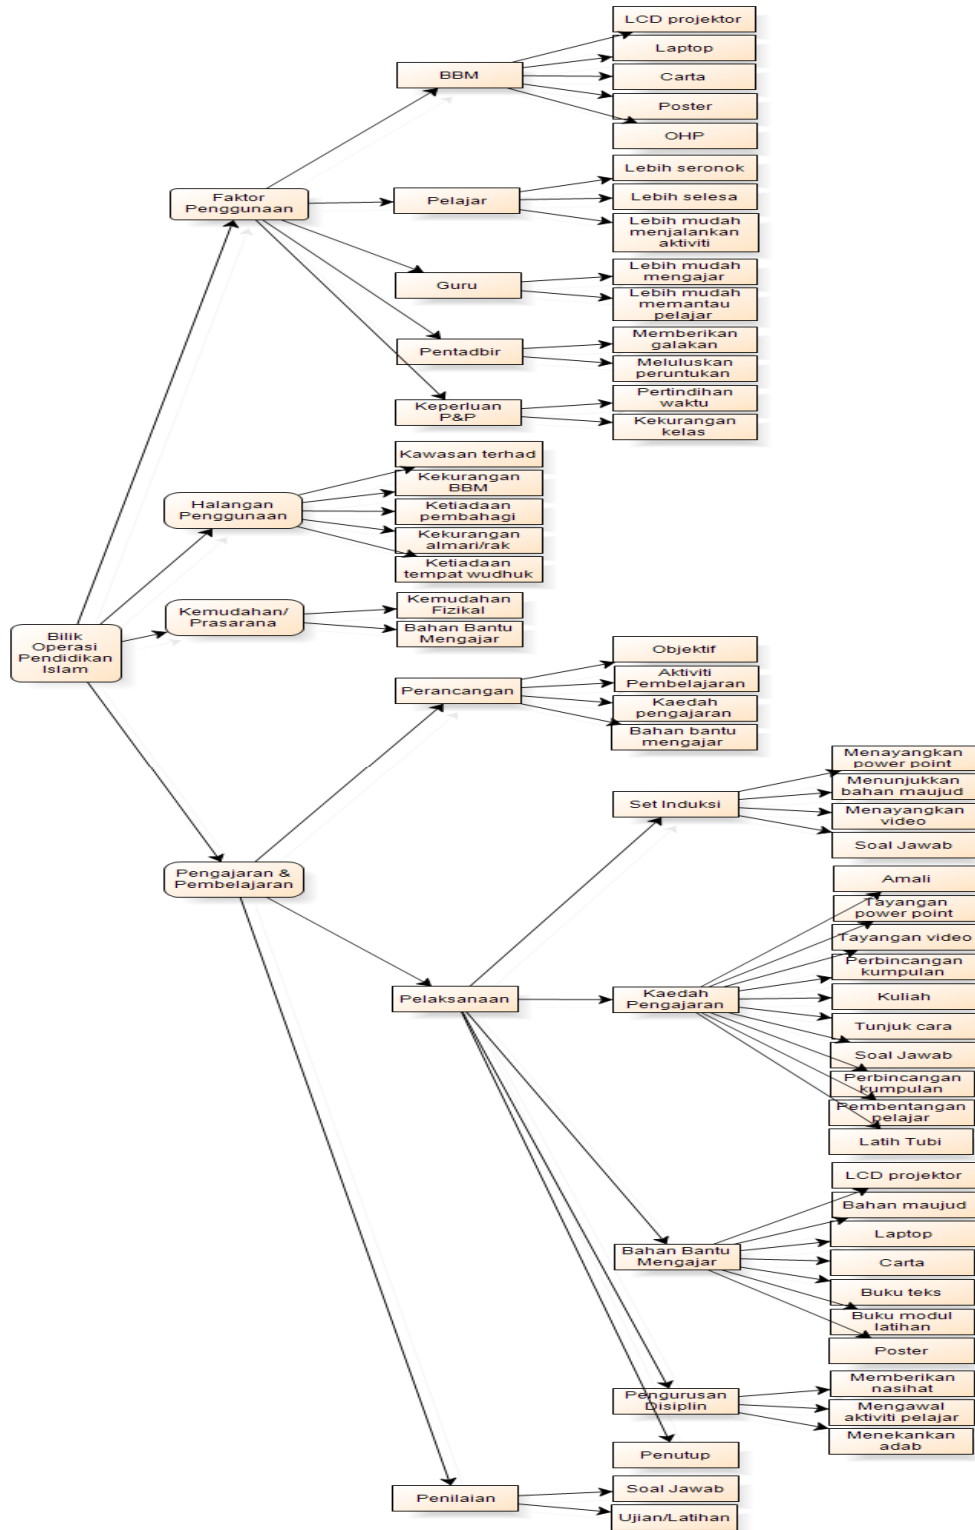 LCD projektor
Laptop
BBM
Carta
Poster
OHP
Lebih seronok
Faktor
Penggunaan
Pelajar
Lebih selesa
Lebih mudah
menjalankan
aktiviti
Lebih mudah
mengajar
Guru
Lebih mudah
memantau
pelajar
Memberikan
galakan
Pentadbir
Meluluskan
peruntukan
Pertindihan
waktu
Keperluan
P&P
Kekurangan
kelas
Kawasan terhad
Kekurangan
BBM
Halangan
Penggunaan
Ketiadaan
pembahagi
Kekurangan
almari/rak
Ketiadaan
tempat wudhuk
Kemudahan/
Prasarana
Kemudahan
Fizikal
Bahan Bantu
Mengajar
Bilik
Operasi
Pendidikan
Islam
Objektif
Perancangan
Aktiviti
Pembelajaran
Kaedah
pengajaran
Bahan bantu
mengajar
Menayangkan
power point
Menunjukkan
bahan maujud
Set Induksi
Menayangkan
video
Soal Jawab
Pengajaran &
Pembelajaran
Amali
Tayangan
power point
Tayangan video
Perbincangan
kumpulan
Pelaksanaan
Kaedah
Pengajaran
Kuliah
Tunjuk cara
Soal Jawab
Perbincangan
kumpulan
Pembentangan
pelajar
Latih Tubi
LCD projektor
Bahan maujud
Laptop
Bahan Bantu
Mengajar
Carta
Buku teks
Buku modul
latihan
Poster
Memberikan
nasihat
Pengurusan
Disiplin
Mengawal
aktiviti pelajar
Menekankan
adab
Penutup
Penilaian
Soal Jawab
Ujian/Latihan